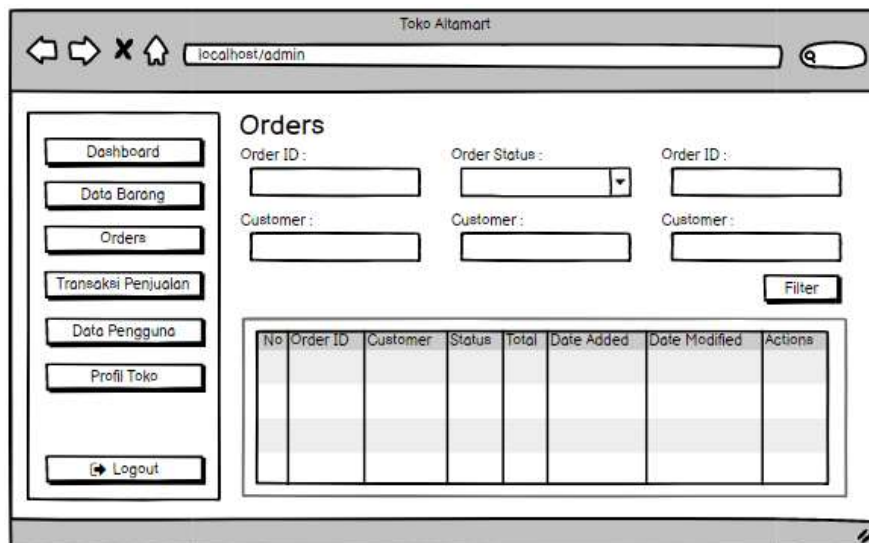 Toko Altamart
localhost/admin
Dashboard
Data Barang
Orders
Transaksi Penjualan
Data Pengguna
Profil Toko
Logout
Orders
Order ID : Order Status : Order ID :
Customer : Customer : Customer :
Filter
No Order ID Customer Status Total Date Added Date Modified Actions